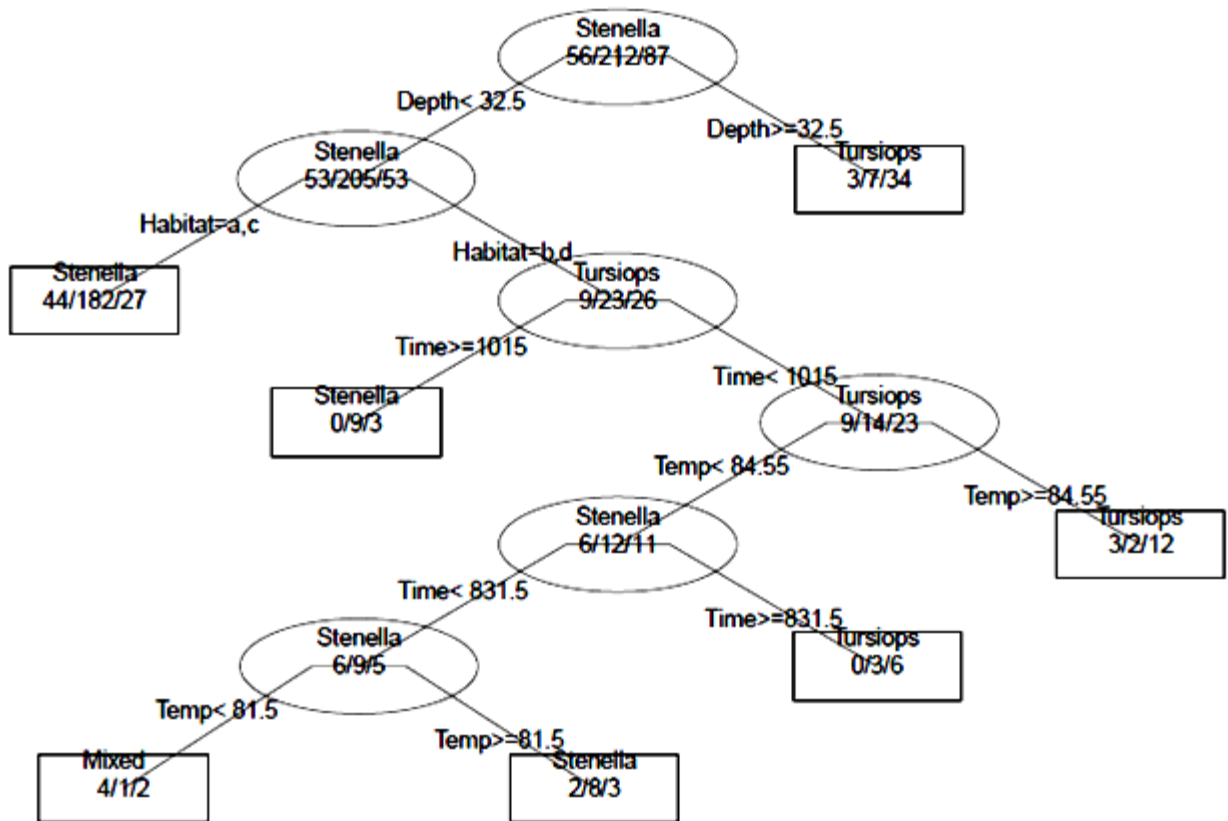 Stenella
56/212/87
Depth< 32.5
Depth>=32.5
Stenella
53/205/53
Tursiops
3/7/34
Habitat=a,c
Habitat=b,d
Stenella
44/182/27
Tursiops
9/23/26
Time>=1015
Time< 1015
Stenella
0/9/3
Tursiops
9/14/23
Temp< 84.55
Temp>=84.55
Stenella
6/12/11
Tursiops
3/2/12
Time< 831.5
Time>=831.5
Stenella
6/9/5
Tursiops
0/3/6
Temp< 81.5
Temp>=81.5
Mixed
4/1/2
Stenella
2/8/3